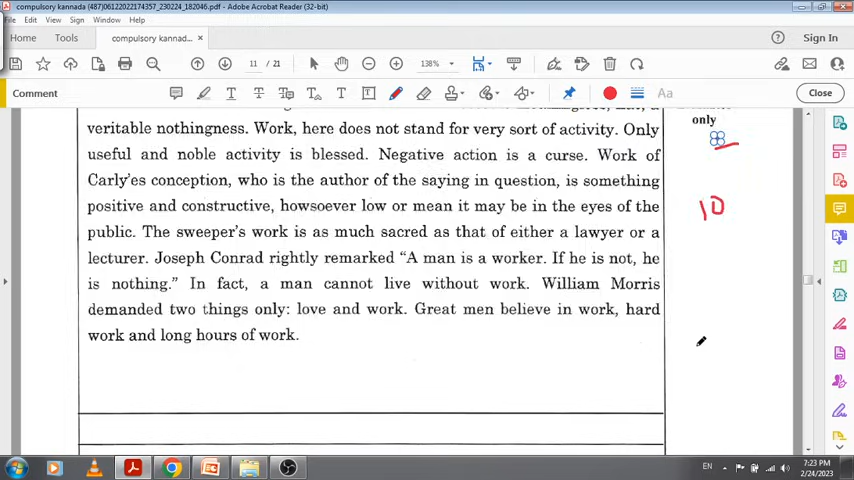 compulsory kannada (487)06122022174357_230224_182046.pdf - Adobe Acrobat Reader (32-bit)
File Edit View Sign Window Help
Home Tools compulsory kannad... × Sign In
11 / 21 138%
Comment Aa Close
veritable nothingness. Work, here does not stand for very sort of activity. Only
useful and noble activity is blessed. Negative action is a curse. Work of
Carly'es conception, who is the author of the saying in question, is something
positive and constructive, howsoever low or mean it may be in the eyes of the
public. The sweeper's work is as much sacred as that of either a lawyer or a
lecturer. Joseph Conrad rightly remarked “A man is a worker. If he is not, he
is nothing.” In fact, a man cannot live without work. William Morris
demanded two things only: love and work. Great men believe in work, hard
work and long hours of work.
only
10
EN 7:23 PM
2/24/2023